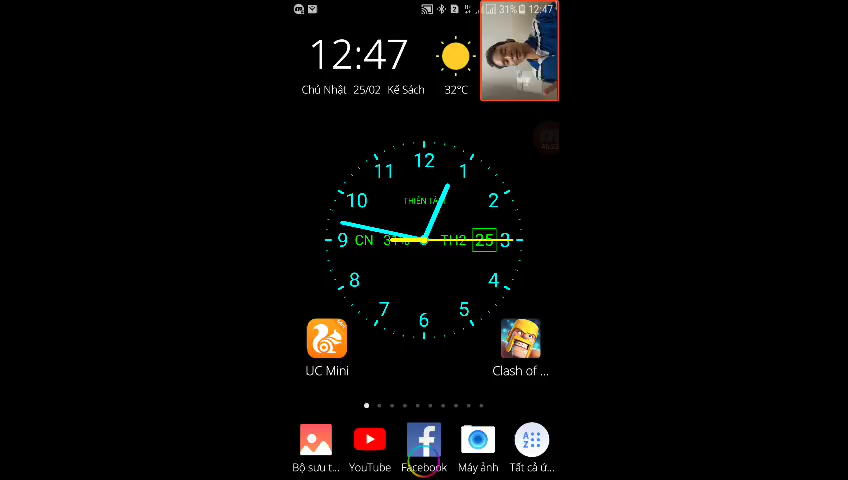 31% 12:47
12:47
Chủ Nhật 25/02 Kế Sách
32°C
12
11 1
10 2
9 CN TH2 25 3
8 4
7 5
6
UC Mini
Clash of ...
Bộ sưu t...
YouTube
Facebook
Máy ảnh
Tất cả ứ...